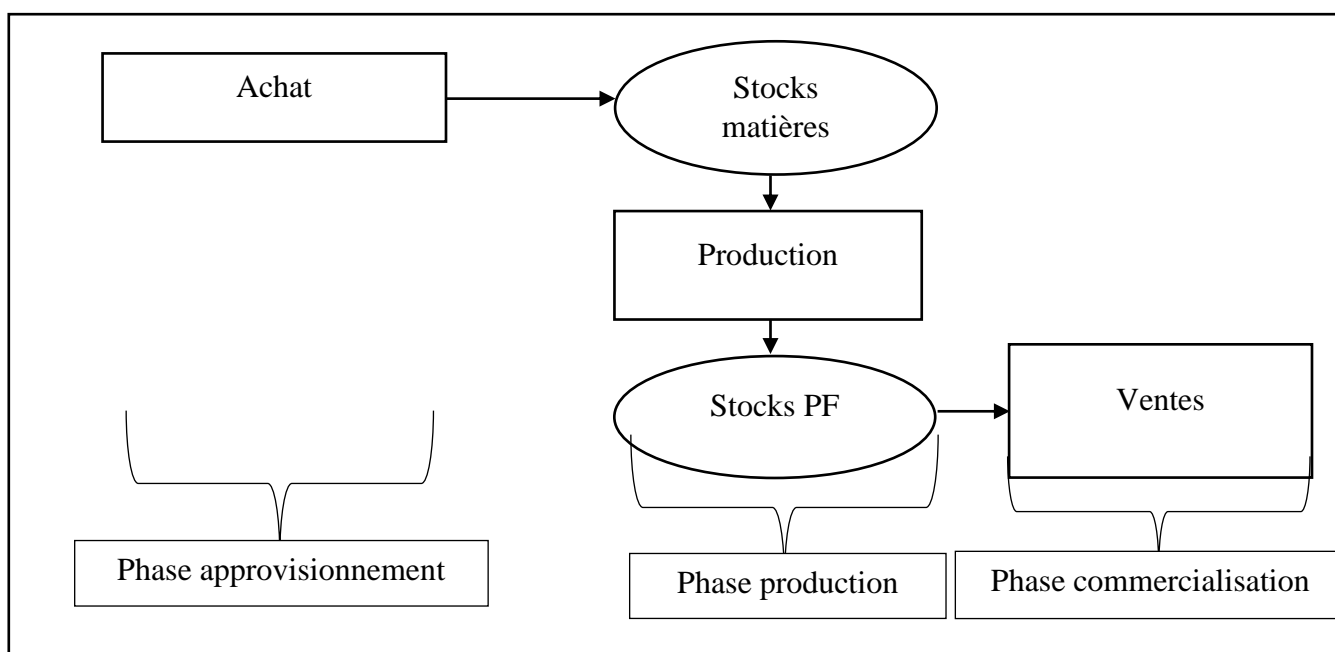 Achat
Stocks
matières
Production
Stocks PF
Ventes
Phase approvisionnement
Phase production
Phase commercialisation